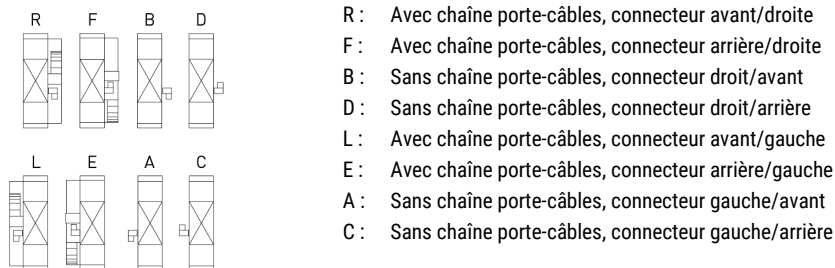 R F B D
L E A C
R : Avec chaîne porte-câbles, connecteur avant/droite
F : Avec chaîne porte-câbles, connecteur arrière/droite
B : Sans chaîne porte-câbles, connecteur droit/avant
D : Sans chaîne porte-câbles, connecteur droit/arrière
L : Avec chaîne porte-câbles, connecteur avant/gauche
E : Avec chaîne porte-câbles, connecteur arrière/gauche
A : Sans chaîne porte-câbles, connecteur gauche/avant
C : Sans chaîne porte-câbles, connecteur gauche/arrière